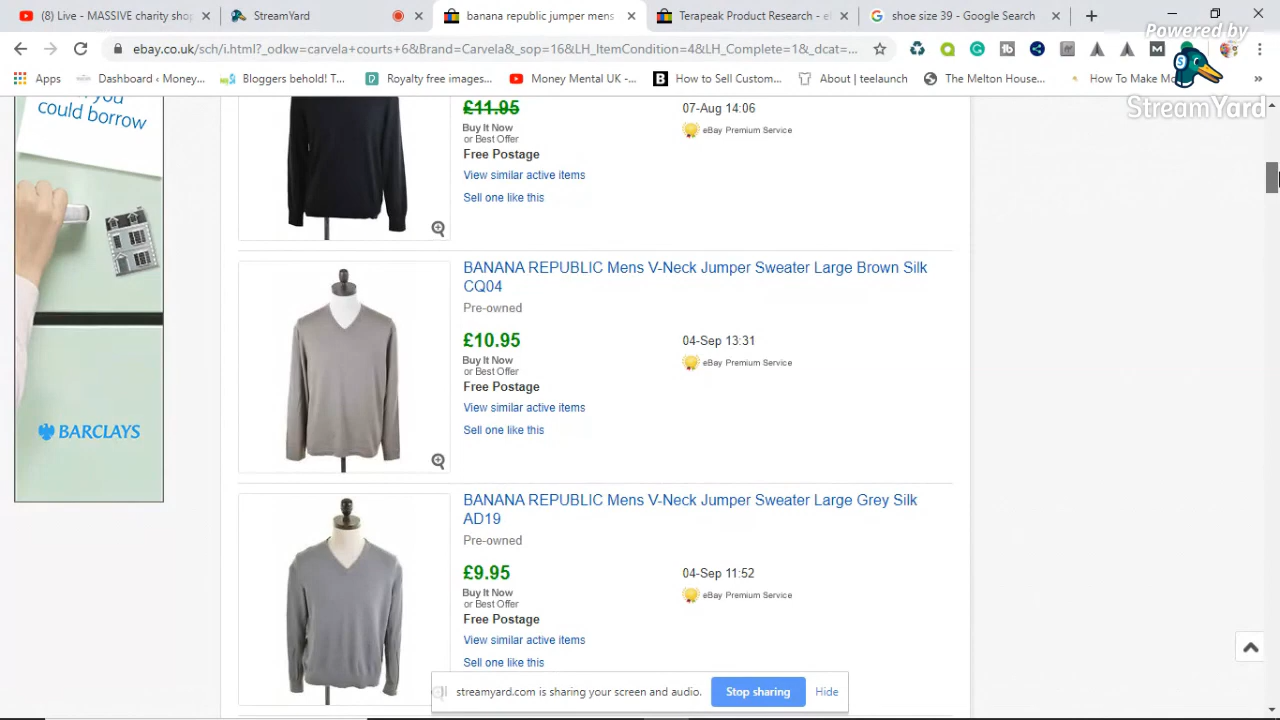 (Live - MASSIVE charity shi
StreamYard
banana republic jumper mens
Terapeak Product Research - e
shoe size 39 - Google Search
Powered by
ebay.co.uk/sch/i.html?_odkw=carvela+courts+6&Brand=Carvela&_sop=16&LH_ItemCondition=4&LH_Complete=1&_dcat=...
Apps
Dashboard ‹ Money...
Bloggers behold! T...
Royalty free images...
Money Mental UK -...
How to Sell Custom...
About | teelaunch
The Melton House...
How To Make Mo
StreamYard
you
could borrow
BARCLAYS
£11.95
07-Aug 14:06
Buy It Now
eBay Premium Service
or Best Offer
Free Postage
View similar active items
Sell one like this
BANANA REPUBLIC Mens V-Neck Jumper Sweater Large Brown Silk
CQ04
Pre-owned
£10.95
04-Sep 13:31
Buy It Now
eBay Premium Service
or Best Offer
Free Postage
View similar active items
Sell one like this
BANANA REPUBLIC Mens V-Neck Jumper Sweater Large Grey Silk
AD19
Pre-owned
£9.95
04-Sep 11:52
Buy It Now
eBay Premium Service
or Best Offer
Free Postage
View similar active items
Sell one like this
streamyard.com is sharing your screen and audio.
Stop sharing
Hide